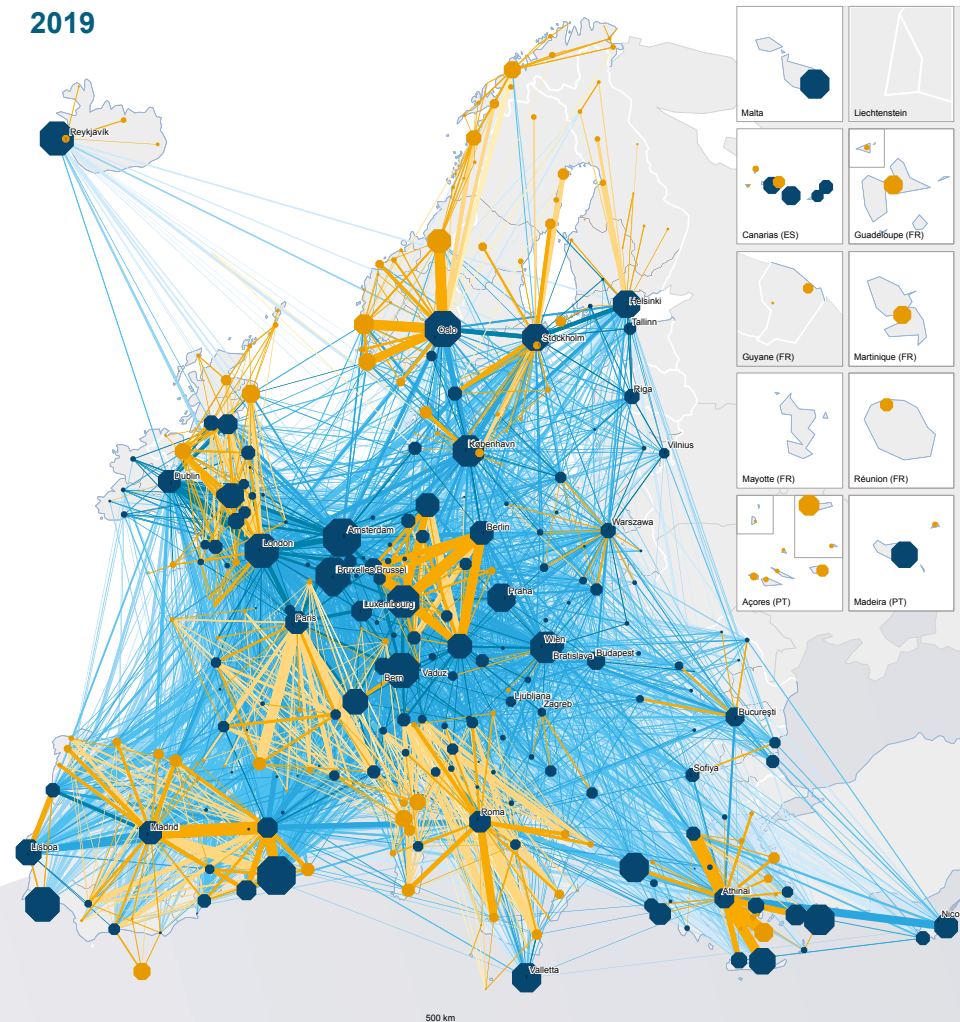 2019
Malta
Liechtenstein
Reykjavík
Canarias (ES)
Guadeloupe (FR)
Helsinki
Oslo
Tallinn
Stockholm
Guyane (FR)
Martinique (FR)
Riga
København
Vilnius
Dublin
Mayotte (FR)
Réunion (FR)
Warszawa
Amsterdam
Berlin
London
Bruxelles/Brussel
Praha
Luxembourg
Açores (PT)
Madeira (PT)
Paris
Wien
Bratislava
Budapest
Vaduz
Bern
Ljubljana
Zagreb
București
Sofiya
Roma
Madrid
Lisboa
Athinai
Nico
Valletta
500 km